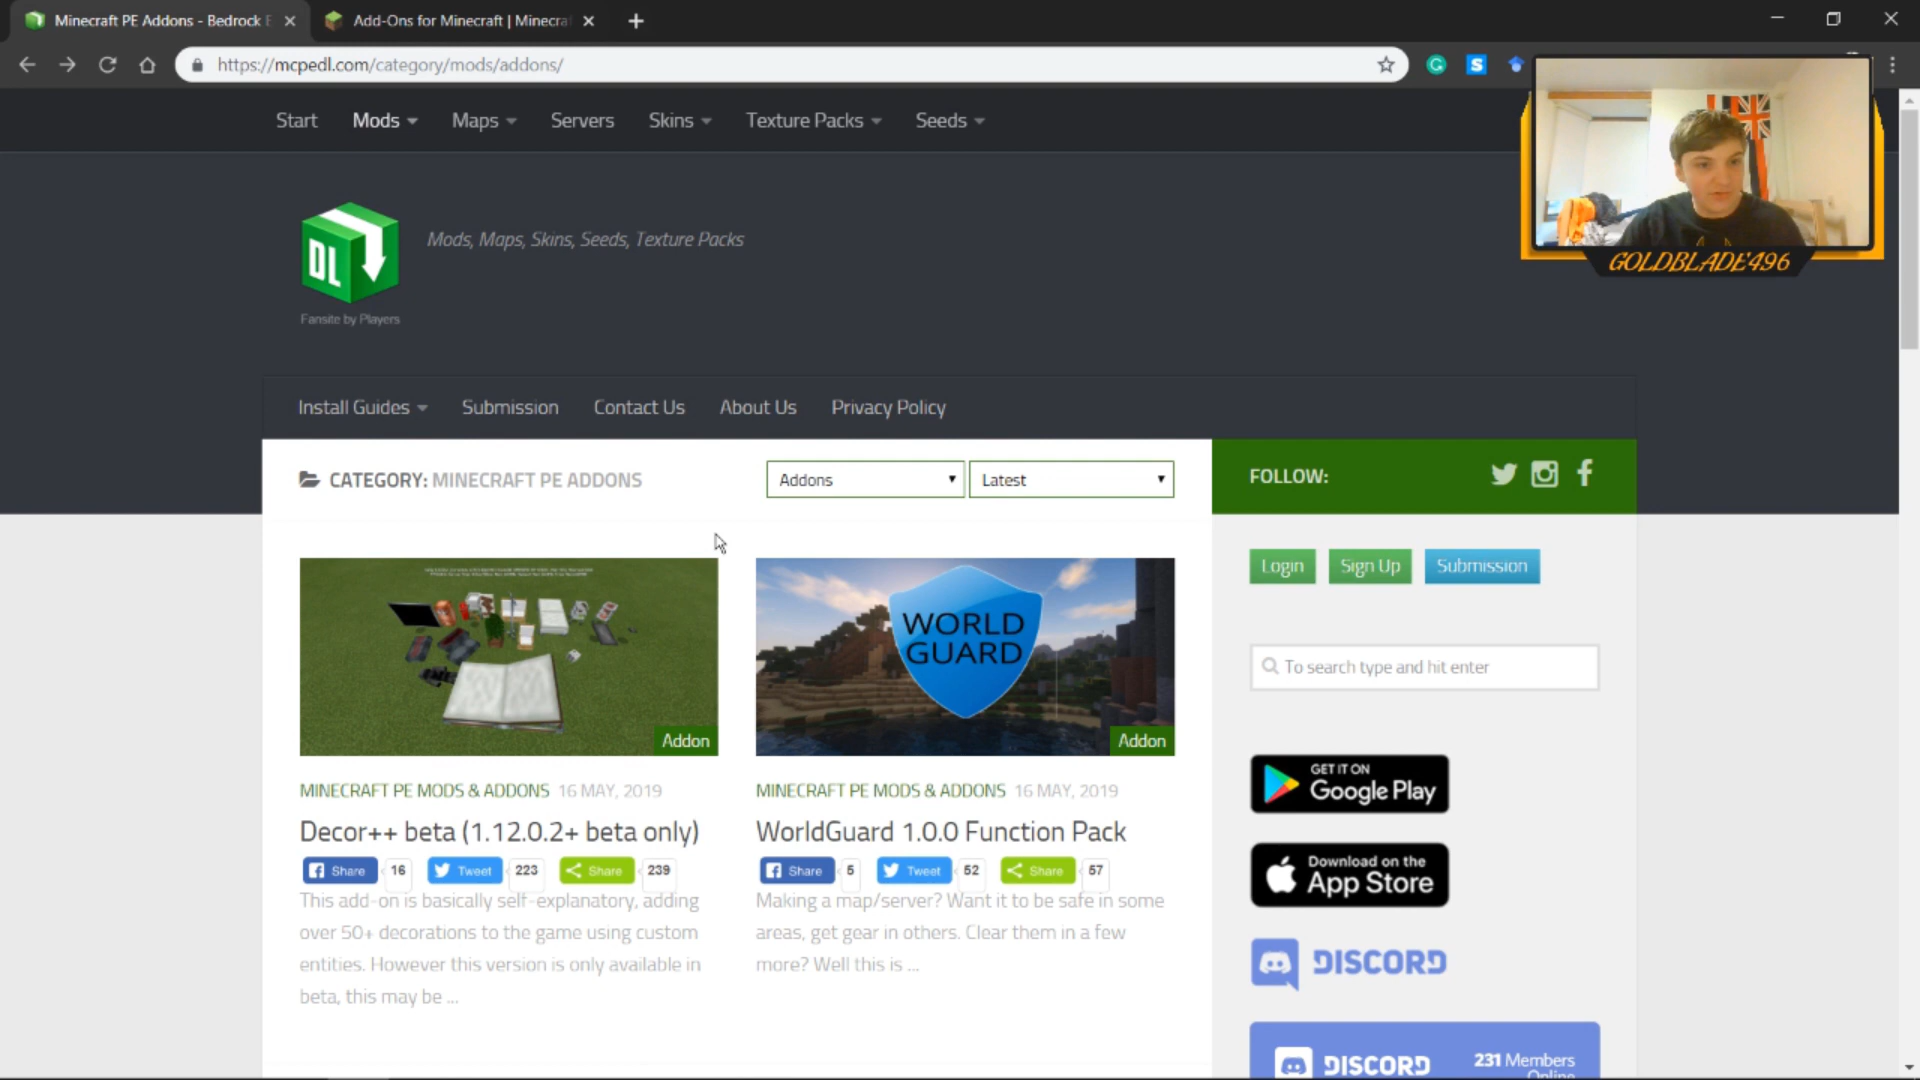 Minecraft PE Addons - Bedrock E
Add-Ons for Minecraft | Minecra
https://mcpedl.com/category/mods/addons/
Start Mods Maps Servers Skins Texture Packs Seeds
DL
Mods, Maps, Skins, Seeds, Texture Packs
Fansite by Players
GOLDBLADE496
Install Guides Submission Contact Us About Us Privacy Policy
CATEGORY: MINECRAFT PE ADDONS
Addons
Latest
FOLLOW:
Login Sign Up Submission
To search type and hit enter
Addon
WORLD
GUARD
Addon
MINECRAFT PE MODS & ADDONS 16 MAY, 2019
Decor++ beta (1.12.0.2+ beta only)
Share 16 Tweet 223 Share 239
This add-on is basically self-explanatory, adding
over 50+ decorations to the game using custom
entities. However this version is only available in
beta, this may be ...
MINECRAFT PE MODS & ADDONS 16 MAY, 2019
WorldGuard 1.0.0 Function Pack
Share 5 Tweet 52 Share 57
Making a map/server? Want it to be safe in some
areas, get gear in others. Clear them in a few
more? Well this is ...
GET IT ON
Google Play
Download on the
App Store
DISCORD
DISCORD
231 Members
Online